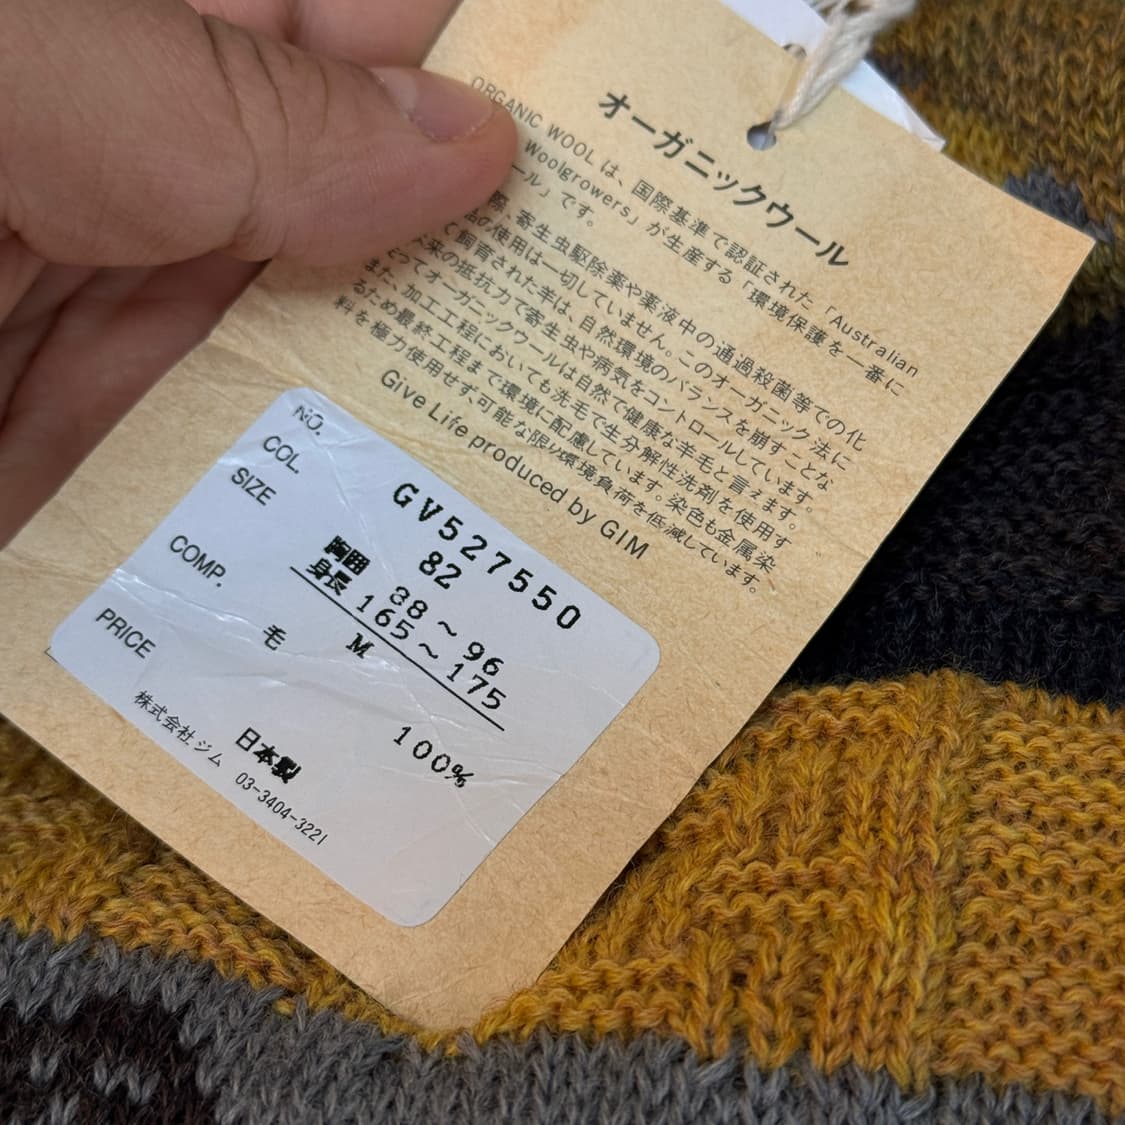 オーガニックウール
ORGANIC WOOL は、国際基準で認証された「Australian
Woolgrowers」が生産する「環境保護を一番に
ール」です。
寄生虫駆除薬や薬液中の通過殺菌等での化
の使用は一切していません。このオーガニック法に
て飼育された羊は、自然環境のバランスを崩すことな
来の抵抗力で寄生虫や病気をコントロールしています。
ってオーガニックウールは自然で健康な羊毛と言えます。
また、加工工程においても洗毛で生分解性洗剤を使用す
るため最終工程まで環境に配慮しています。染色も金属染
料を極力使用せず、可能な限り環境負荷を低減しています。
Give Life produced by GIM
NO. GV527550
COL. 82
SIZE 胸囲 88～96
身長 165～175
M
COMP. 毛 100%
PRICE
日本製
株式会社ジム 03-3404-3221